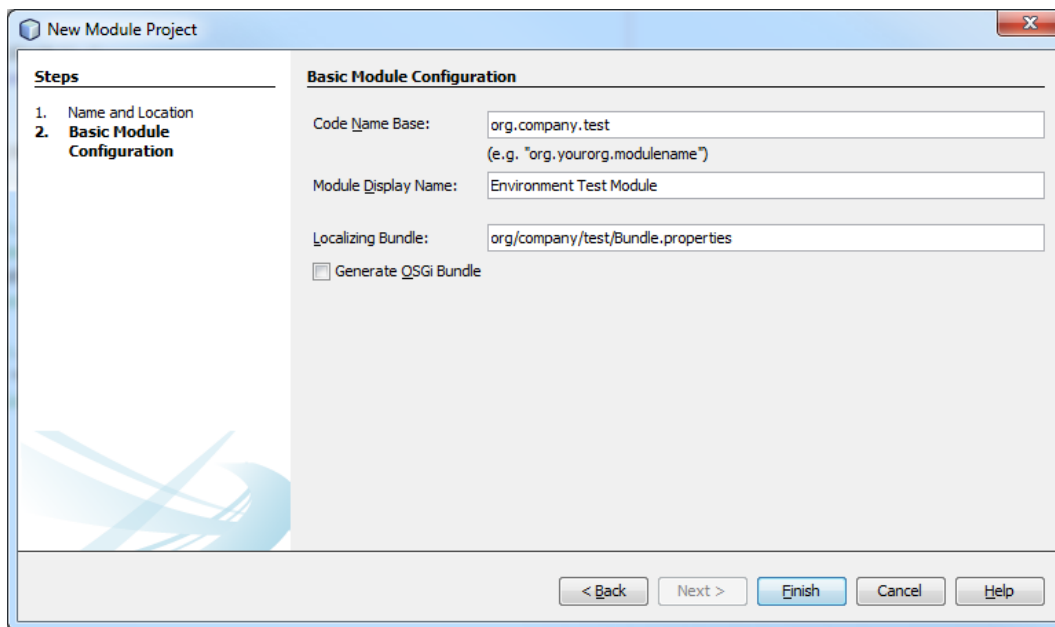 New Module Project
Steps
1. Name and Location
2. Basic Module
Configuration
Basic Module Configuration
Code Name Base: org.company.test
(e.g. "org.yourorg.modulename")
Module Display Name: Environment Test Module
Localizing Bundle: org/company/test/Bundle.properties
Generate OSGi Bundle
< Back Next > Finish Cancel Help